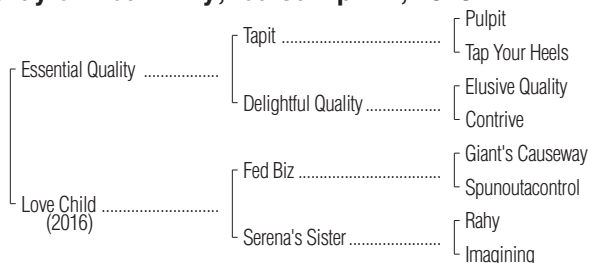 Pulpit
Tapit ..........................................
Tap Your Heels
Essential Quality ...................
Elusive Quality
Delightful Quality ...................
Contrive
Giant's Causeway
Fed Biz ....................................
Spunoutacontrol
Love Child .............................
(2016)
Rahy
Serena's Sister ........................
Imagining